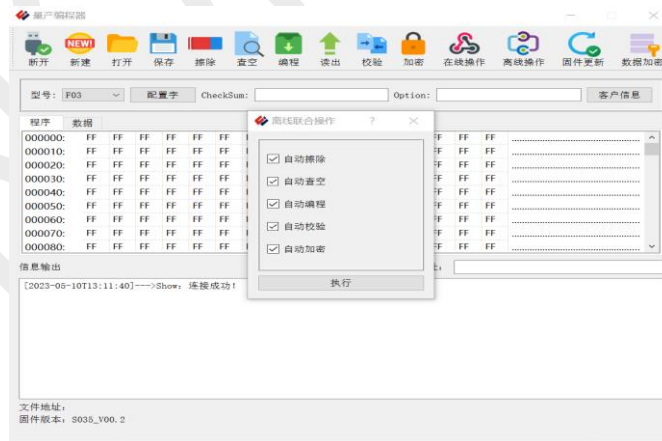 量产编程器
断开 新建 打开 保存 擦除 查空 编程 读出 校验 加密 在线操作 离线操作 固件更新 数据加密
NEW!
型号: F03 配置字 CheckSum: Option: 客户信息
程序 数据
离线联合操作 ? ×
000000: FF FF FF FF FF FF FF FF FF
000010: FF FF FF FF FF FF FF FF FF
000020: FF FF FF FF FF FF FF FF FF
000030: FF FF FF FF FF FF FF FF FF
000040: FF FF FF FF FF FF FF FF FF
000050: FF FF FF FF FF FF FF FF FF
000060: FF FF FF FF FF FF FF FF FF
000070: FF FF FF FF FF FF FF FF FF
000080: FF FF FF FF FF FF FF FF FF
自动擦除
自动查空
自动编程
自动校验
自动加密
执行
信息输出
[2023-05-10T13:11:40]--->Show: 连接成功!
文件地址:
固件版本: S035_V00.2